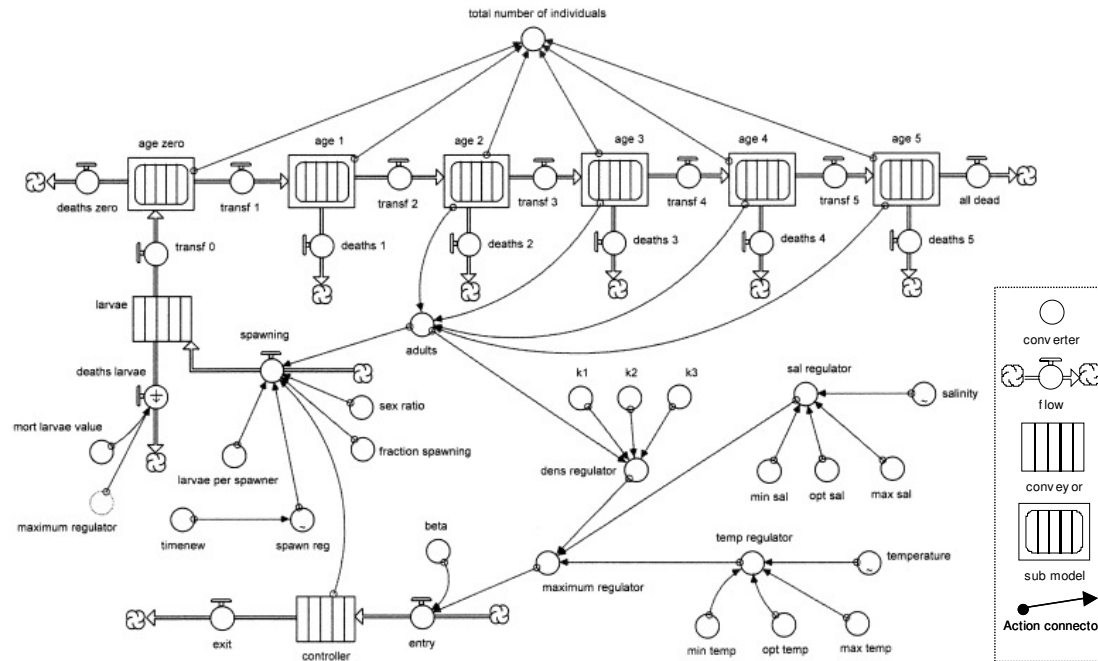 total number of individuals
age zero
age 1
age 2
age 3
age 4
age 5
deaths zero
transf 1
transf 2
transf 3
transf 4
transf 5
all dead
transf 0
deaths 1
deaths 2
deaths 3
deaths 4
deaths 5
larvae
spawning
adults
deaths larvae
k1
k2
k3
sal regulator
salinity
sex ratio
mort larvae value
fraction spawning
larvae per spawner
dens regulator
min sal
opt sal
max sal
maximum regulator
timenew
spawn reg
beta
temp regulator
temperature
maximum regulator
exit
controller
entry
min temp
opt temp
max temp
converter
flow
conveyor
sub model
Action connecto